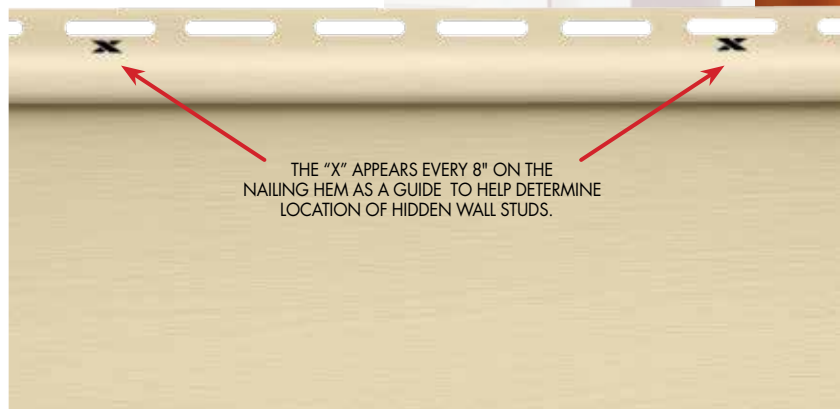 X X
THE “X” APPEARS EVERY 8" ON THE
NAILING HEM AS A GUIDE TO HELP DETERMINE
LOCATION OF HIDDEN WALL STUDS.